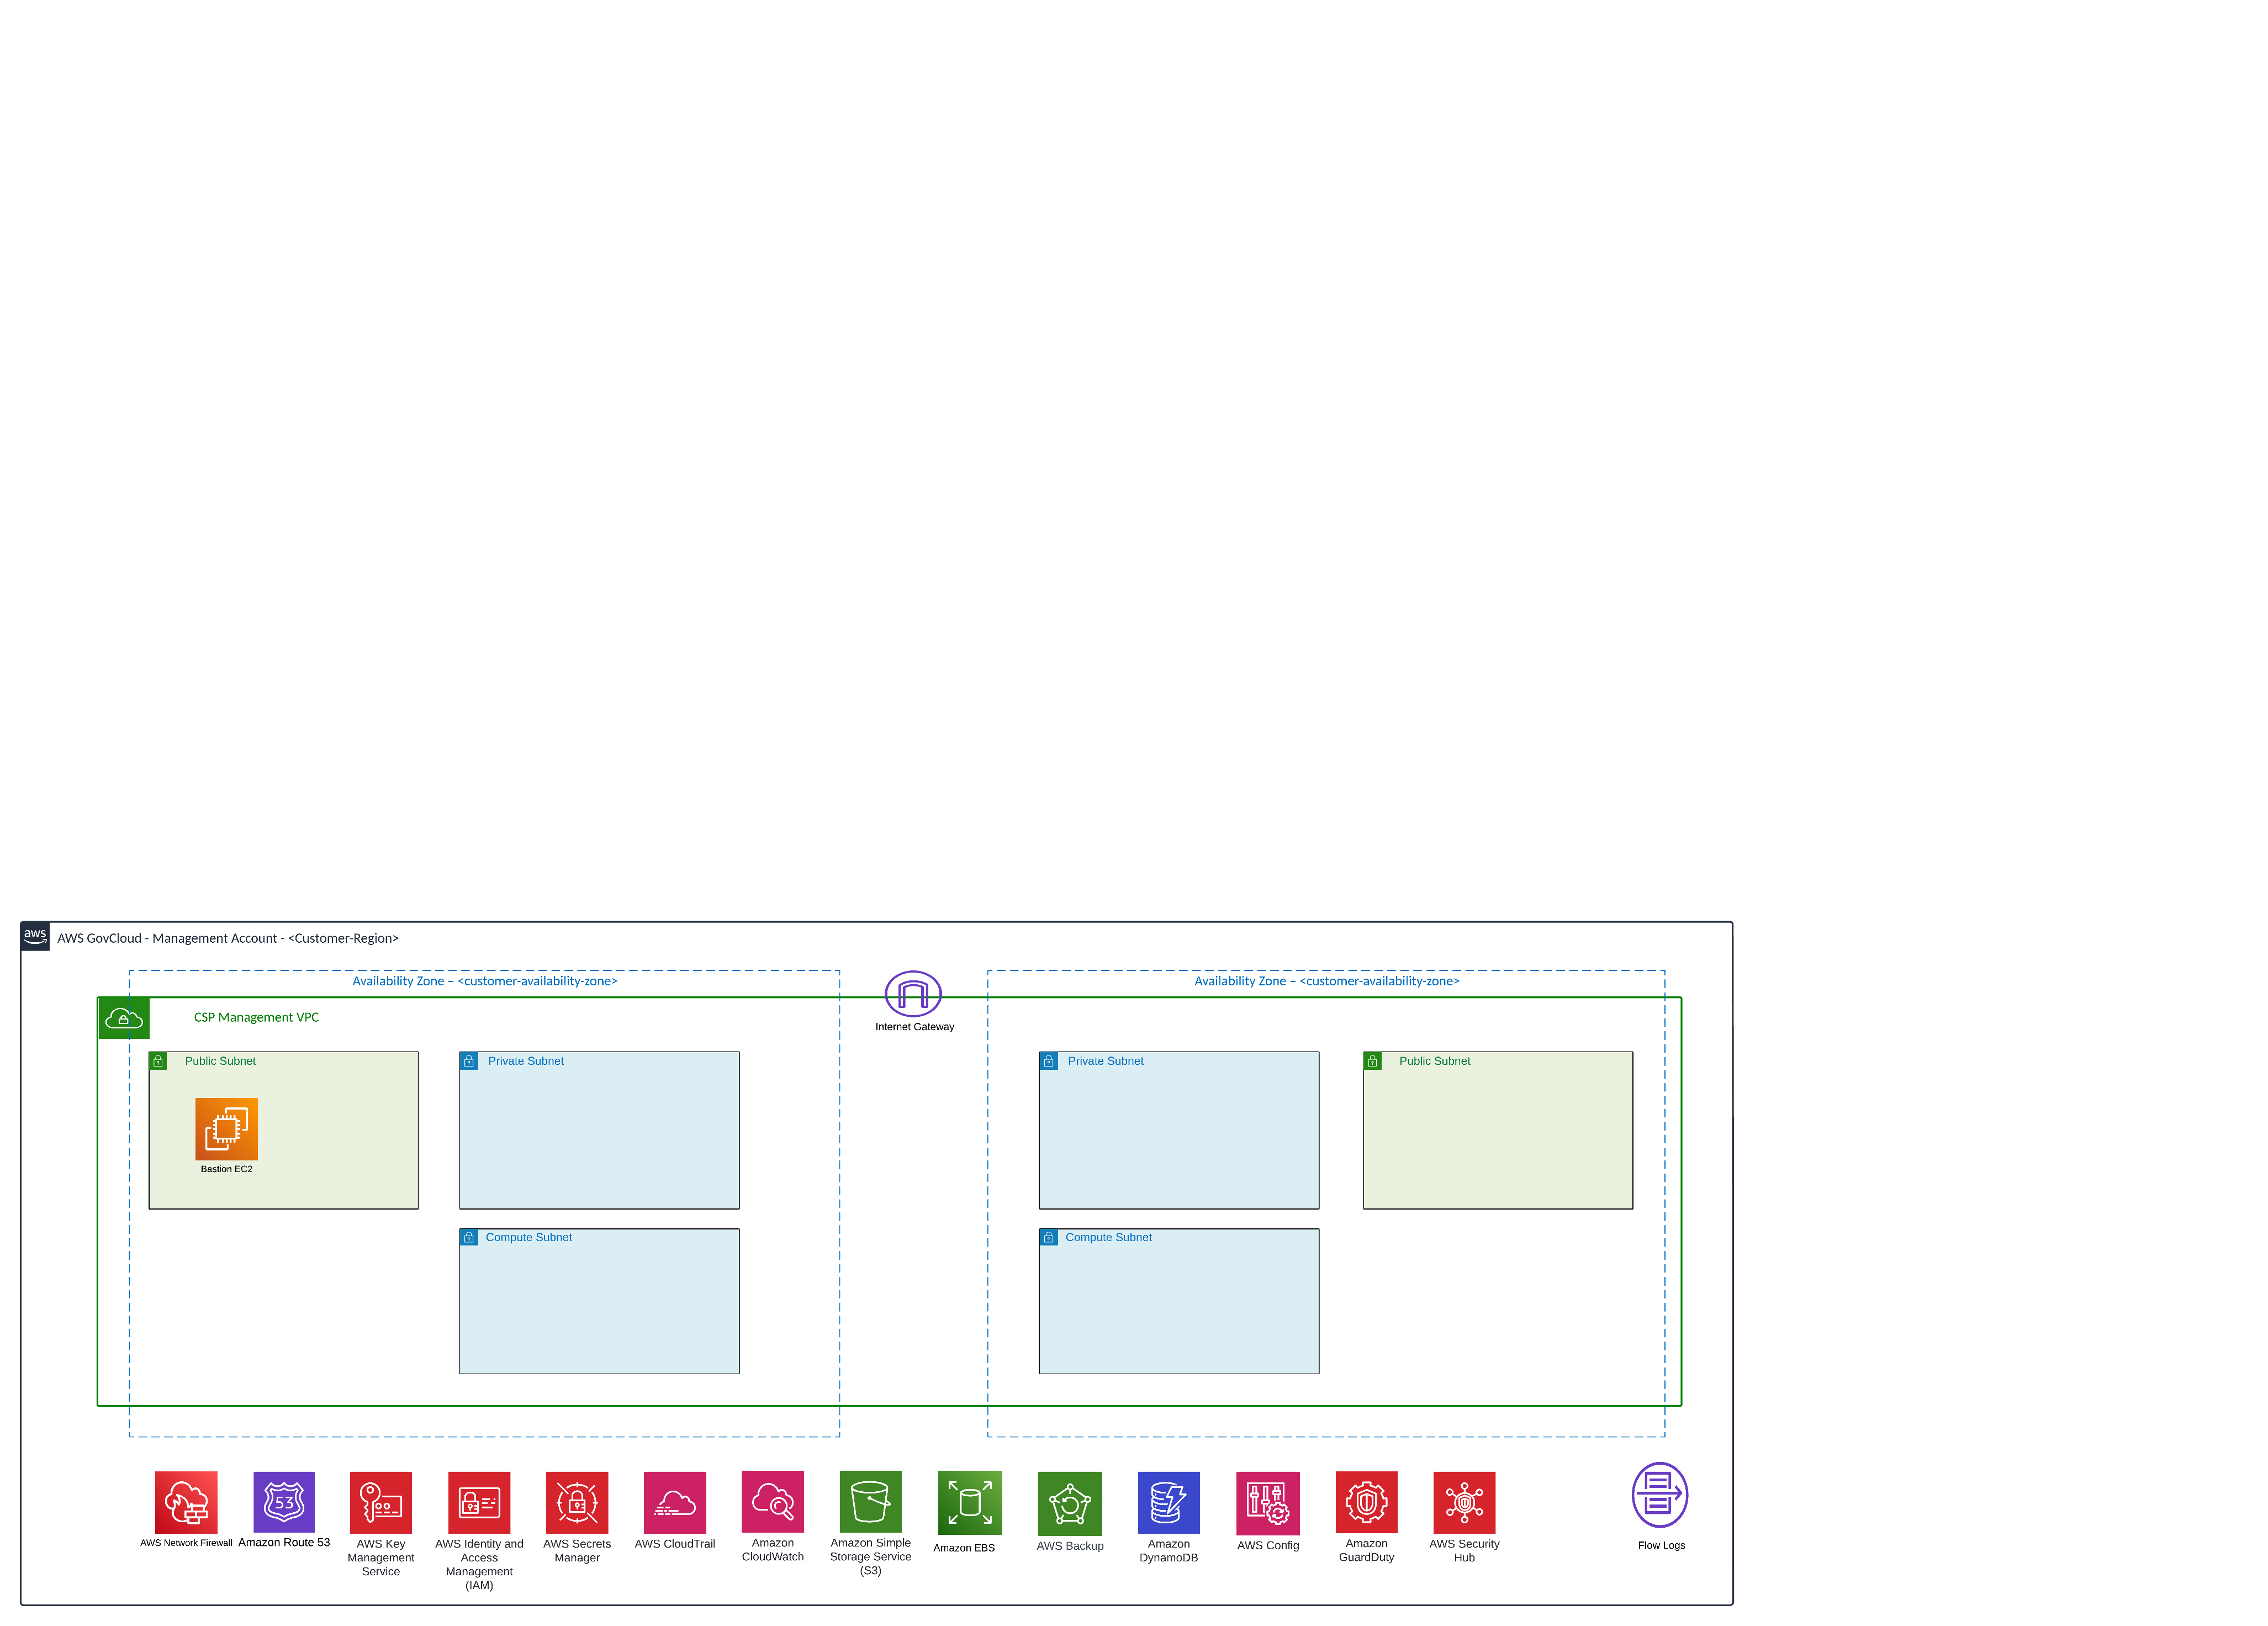 aws
AWS GovCloud - Management Account - <Customer-Region>
Availability Zone – <customer-availability-zone>
Availability Zone – <customer-availability-zone>
CSP Management VPC
Internet Gateway
Public Subnet
Private Subnet
Private Subnet
Public Subnet
Bastion EC2
Compute Subnet
Compute Subnet
53
AWS Network Firewall
Amazon Route 53
AWS Key
Management
Service
AWS Identity and
Access
Management
(IAM)
AWS Secrets
Manager
AWS CloudTrail
Amazon
CloudWatch
Amazon Simple
Storage Service
(S3)
Amazon EBS
AWS Backup
Amazon
DynamoDB
AWS Config
Amazon
GuardDuty
AWS Security
Hub
Flow Logs